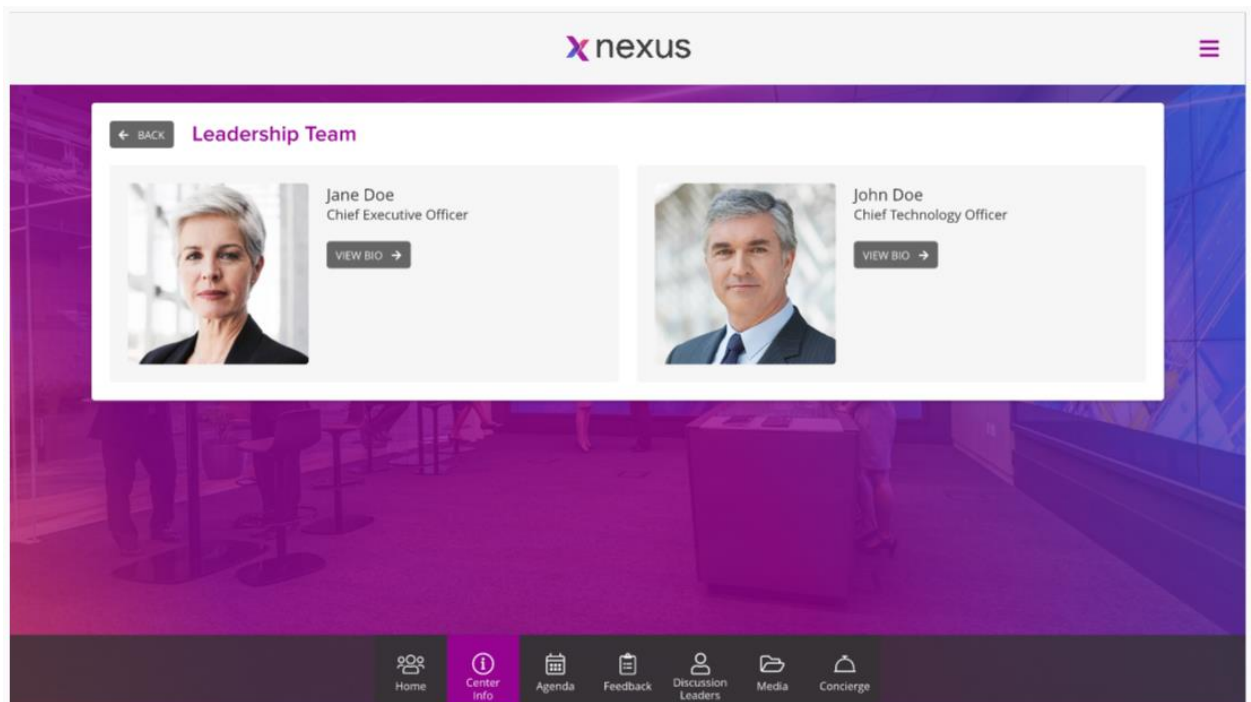 nexus
BACK
Leadership Team
Jane Doe
Chief Executive Officer
VIEW BIO
John Doe
Chief Technology Officer
VIEW BIO
Home
Center
Info
Agenda
Feedback
Discussion
Leaders
Media
Concierge